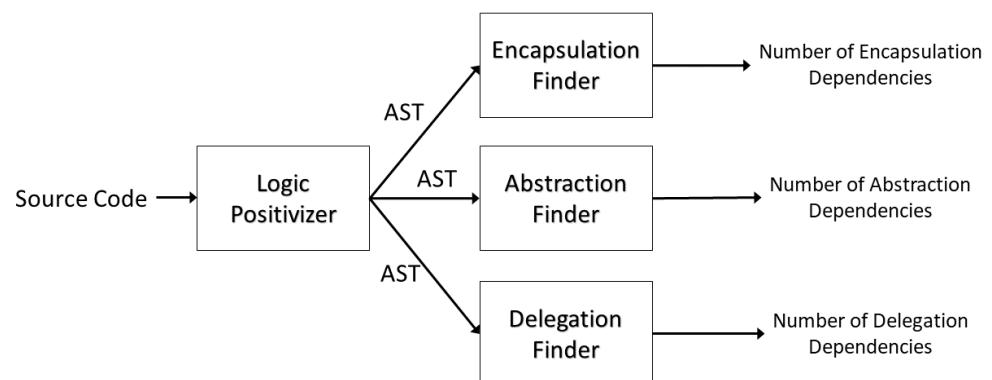 Source Code
Logic
Positivizer
AST
AST
AST
Encapsulation
Finder
Number of Encapsulation
Dependencies
Abstraction
Finder
Number of Abstraction
Dependencies
Delegation
Finder
Number of Delegation
Dependencies